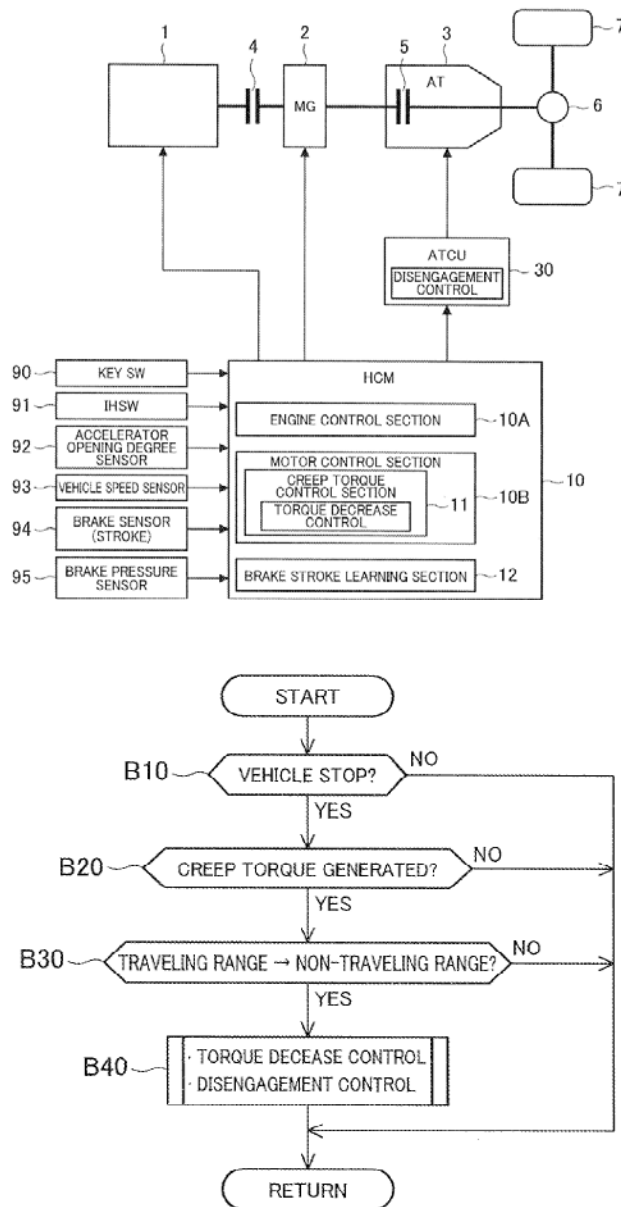 1
2
3
7
4
5
AT
MG
6
7
ATCU
DISENGAGEMENT
CONTROL
30
90
KEY SW
HCM
91
IHSW
ENGINE CONTROL SECTION
10A
92
ACCELERATOR
OPENING DEGREE
SENSOR
MOTOR CONTROL SECTION
CREEP TORQUE
CONTROL SECTION
11
10B
10
93
VEHICLE SPEED SENSOR
TORQUE DECREASE
CONTROL
94
BRAKE SENSOR
(STROKE)
95
BRAKE PRESSURE
SENSOR
BRAKE STROKE LEARNING SECTION
12
START
B10
VEHICLE STOP?
NO
YES
B20
CREEP TORQUE GENERATED?
NO
YES
B30
TRAVELING RANGE → NON-TRAVELING RANGE?
NO
YES
B40
· TORQUE DECEASE CONTROL
· DISENGAGEMENT CONTROL
RETURN